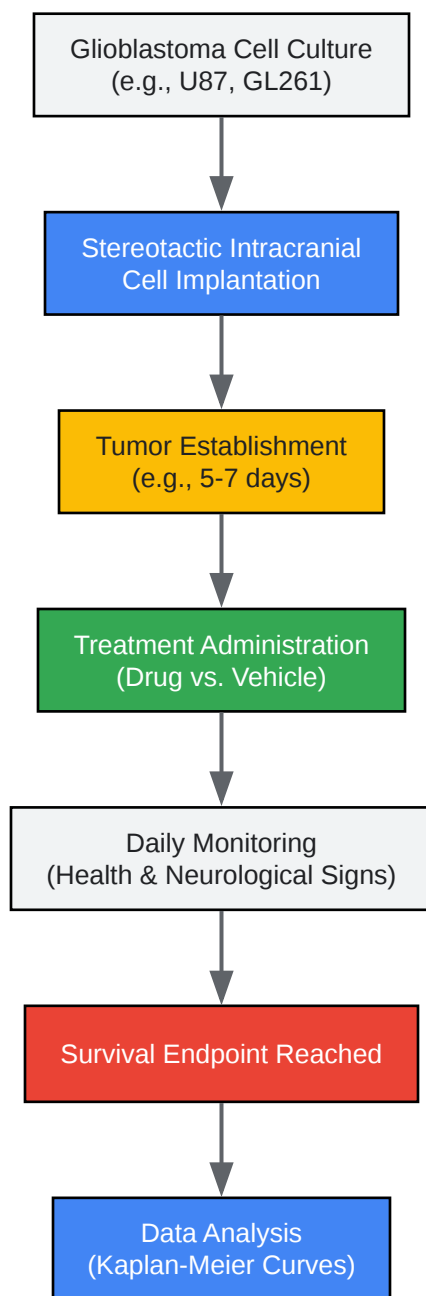 Glioblastoma Cell Culture
(e.g., U87, GL261)
Stereotactic Intracranial
Cell Implantation
Tumor Establishment
(e.g., 5-7 days)
Treatment Administration
(Drug vs. Vehicle)
Daily Monitoring
(Health & Neurological Signs)
Survival Endpoint Reached
Data Analysis
(Kaplan-Meier Curves)